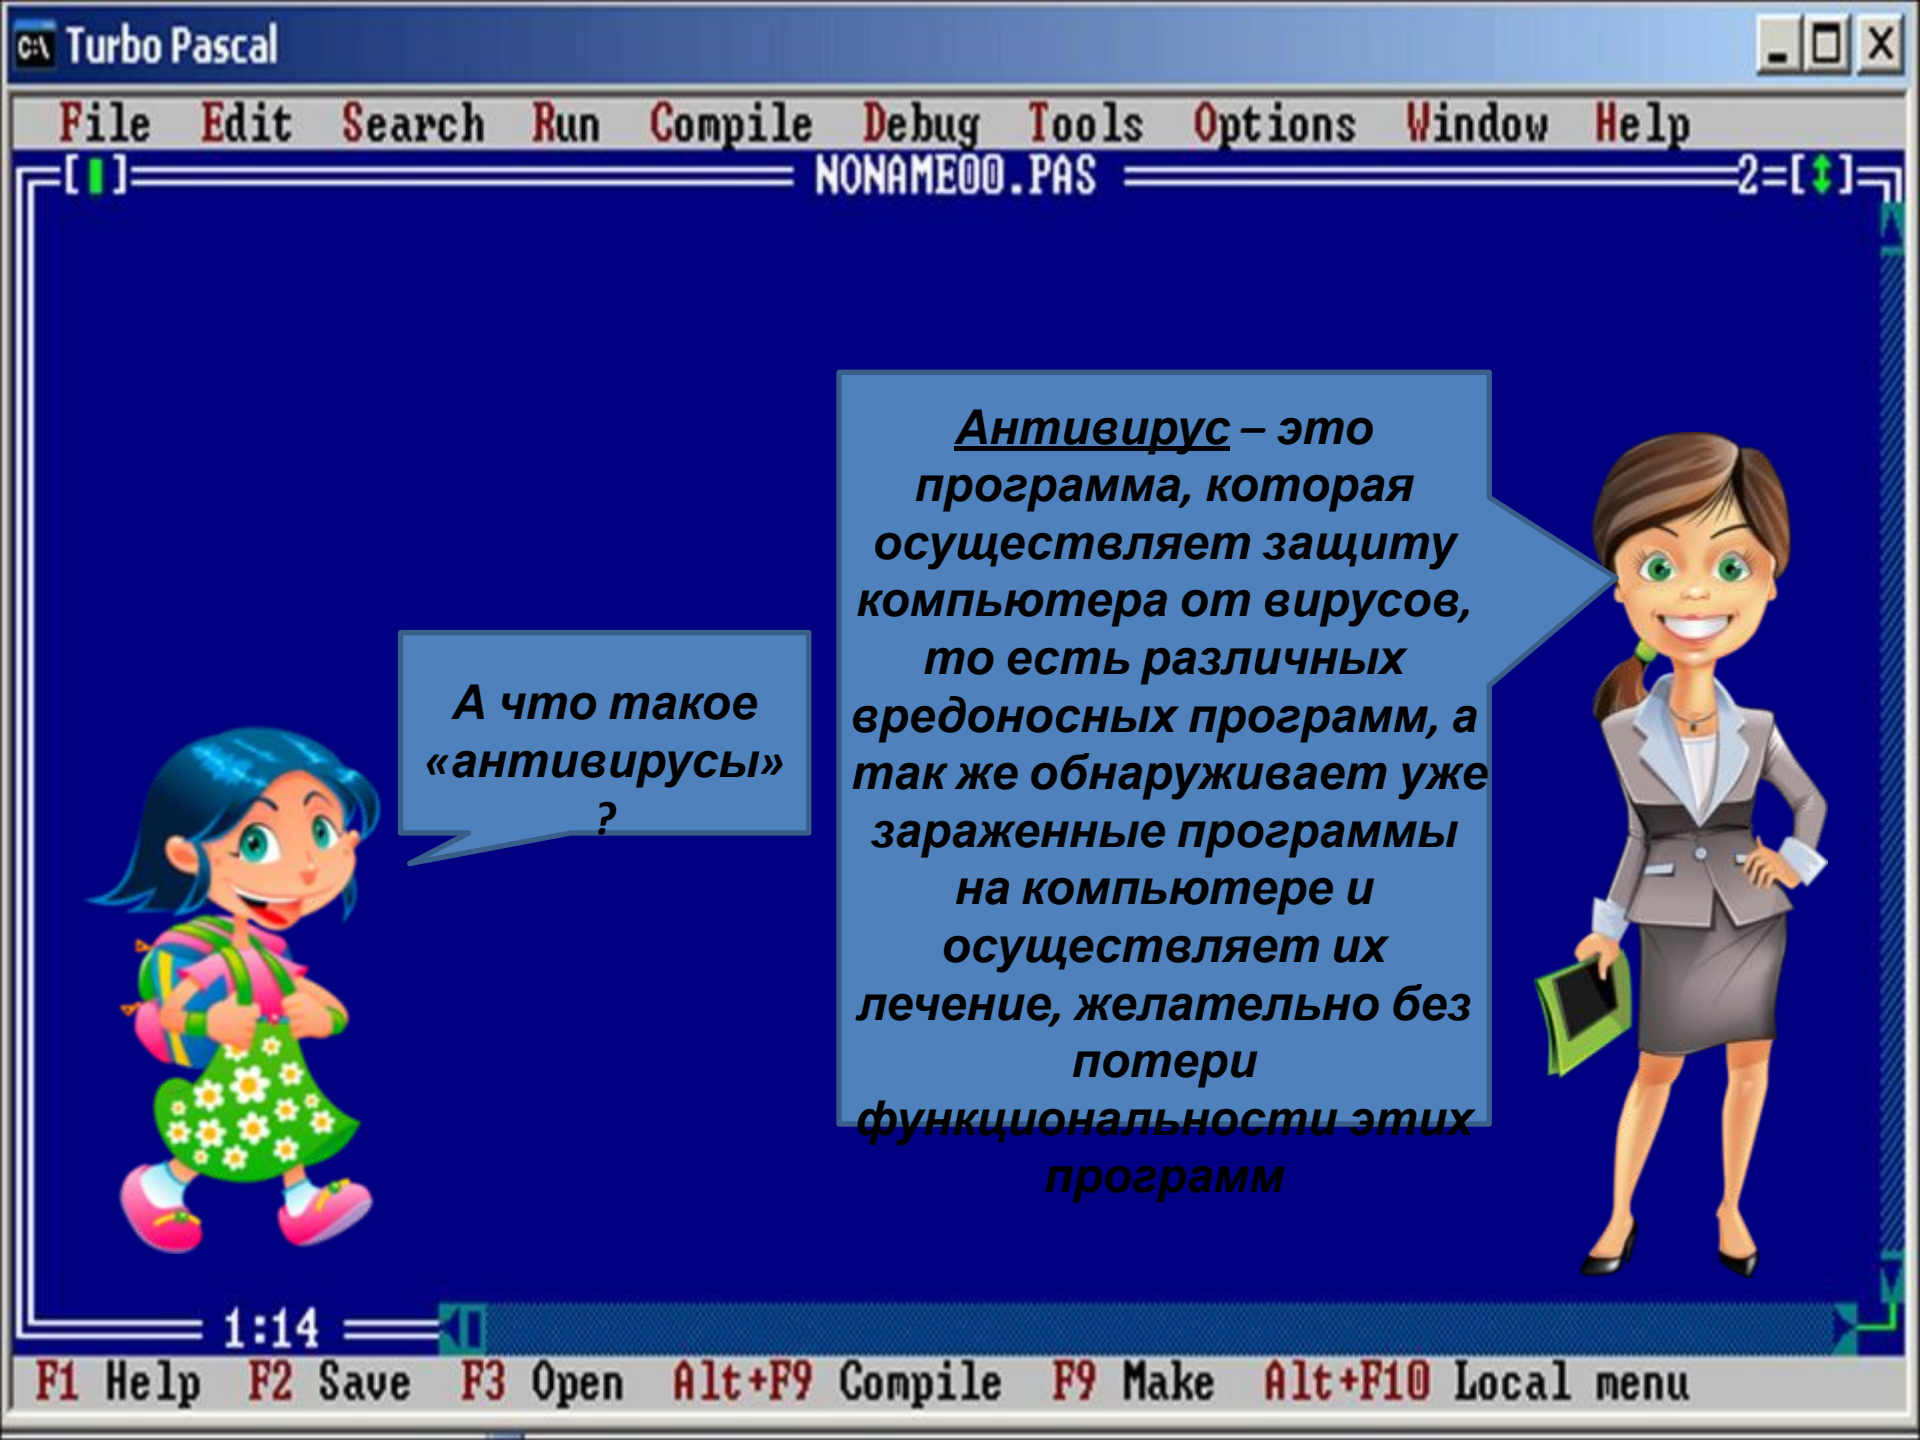 Turbo Pascal
File Edit Search Run Compile Debug Tools Options Window Help
[ ] NONAME00.PAS 2=[↕]
А что такое
«антивирусы»
?
Антивирус – это
программа, которая
осуществляет защиту
компьютера от вирусов,
то есть различных
вредоносных программ, а
так же обнаруживает уже
зараженные программы
на компьютере и
осуществляет их
лечение, желательно без
потери
функциональности этих
программ
1:14
F1 Help F2 Save F3 Open Alt+F9 Compile F9 Make Alt+F10 Local menu